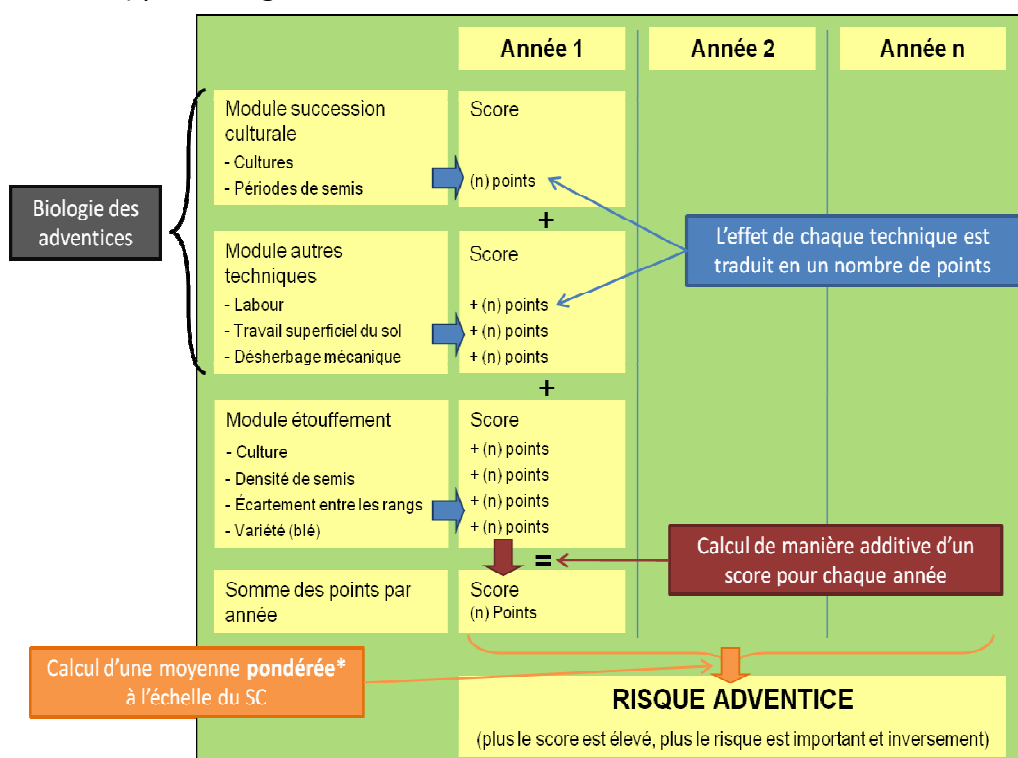 Année 1
Année 2
Année n
Module succession
culturale
- Cultures
- Périodes de semis
Score
(n) points
+
Biologie des
adventices
Module autres
techniques
- Labour
- Travail superficiel du sol
- Désherbage mécanique
Score
+ (n) points
+ (n) points
+ (n) points
L'effet de chaque technique est
traduit en un nombre de points
+
Module étouffement
- Culture
- Densité de semis
- Écartement entre les rangs
- Variété (blé)
Score
+ (n) points
+ (n) points
+ (n) points
+ (n) points
=
Calcul de manière additive d'un
score pour chaque année
Somme des points par
année
Score
(n) Points
Calcul d'une moyenne pondérée*
à l'échelle du SC
RISQUE ADVENTICE
(plus le score est élevé, plus le risque est important et inversement)